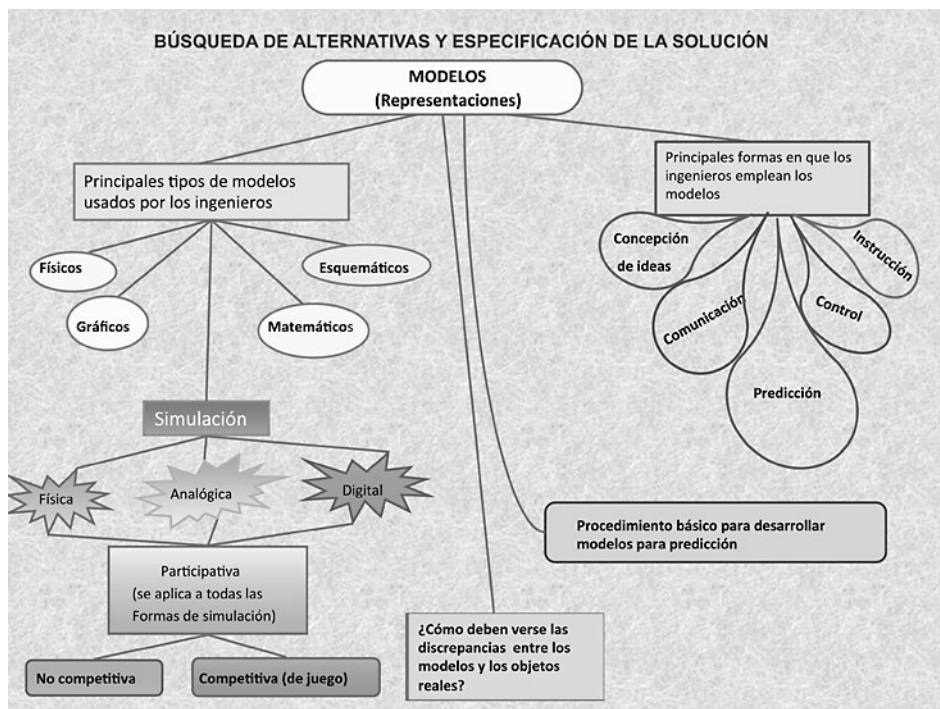 BÚSQUEDA DE ALTERNATIVAS Y ESPECIFICACIÓN DE LA SOLUCIÓN
MODELOS
(Representaciones)
Principales tipos de modelos
usados por los ingenieros
Físicos
Esquemáticos
Gráficos
Matemáticos
Principales formas en que los
ingenieros emplean los
modelos
Concepción
de ideas
Instrucción
Comunicación
Control
Predicción
Simulación
Física
Analógica
Digital
Participativa
(se aplica a todas las
Formas de simulación)
No competitiva
Competitiva (de juego)
Procedimiento básico para desarrollar
modelos para predicción
¿Cómo deben verse las
discrepancias entre los
modelos y los objetos
reales?